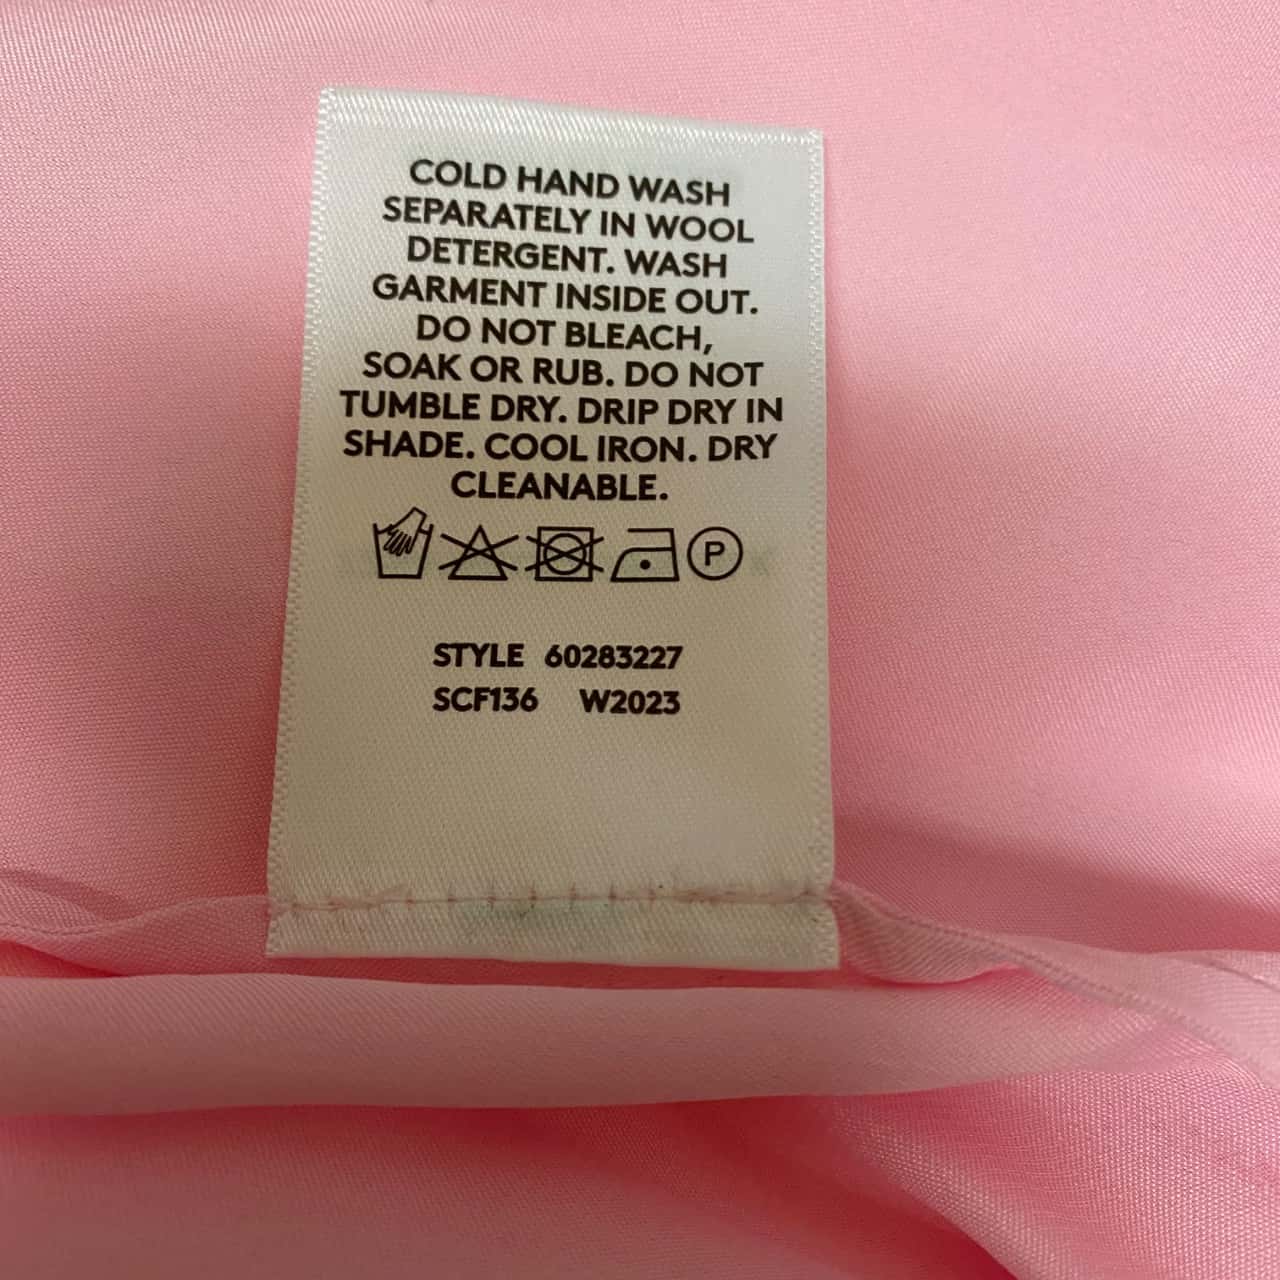 COLD HAND WASH
SEPARATELY IN WOOL
DETERGENT. WASH
GARMENT INSIDE OUT.
DO NOT BLEACH,
SOAK OR RUB. DO NOT
TUMBLE DRY. DRIP DRY IN
SHADE. COOL IRON. DRY
CLEANABLE.
P
STYLE 60283227
SCF136 W2023